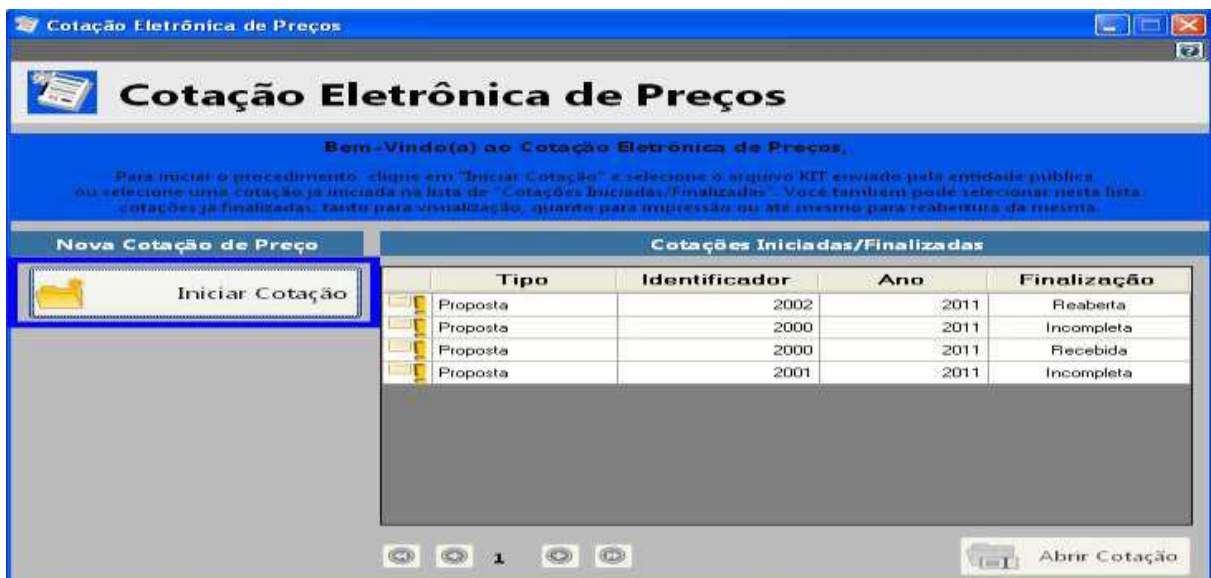 Cotação Eletrônica de Preços
Cotação Eletrônica de Preços
Bem-Vindo(a) ao Cotação Eletrônica de Preços,
Para iniciar o procedimento, clique em "Iniciar Cotação" e selecione o arquivo KIT enviado pela entidade pública
ou selecione uma cotação já iniciada na lista de "Cotações Iniciadas/Finalizadas". Você também pode selecionar nesta lista
cotações já finalizadas, tanto para visualização, quanto para impressão ou até mesmo para reabertura da mesma.
Nova Cotação de Preço
Cotações Iniciadas/Finalizadas
Iniciar Cotação
Tipo Identificador Ano Finalização
Proposta 2002 2011 Reaberta
Proposta 2000 2011 Incompleta
Proposta 2000 2011 Recebida
Proposta 2001 2011 Incompleta
1
Abrir Cotação